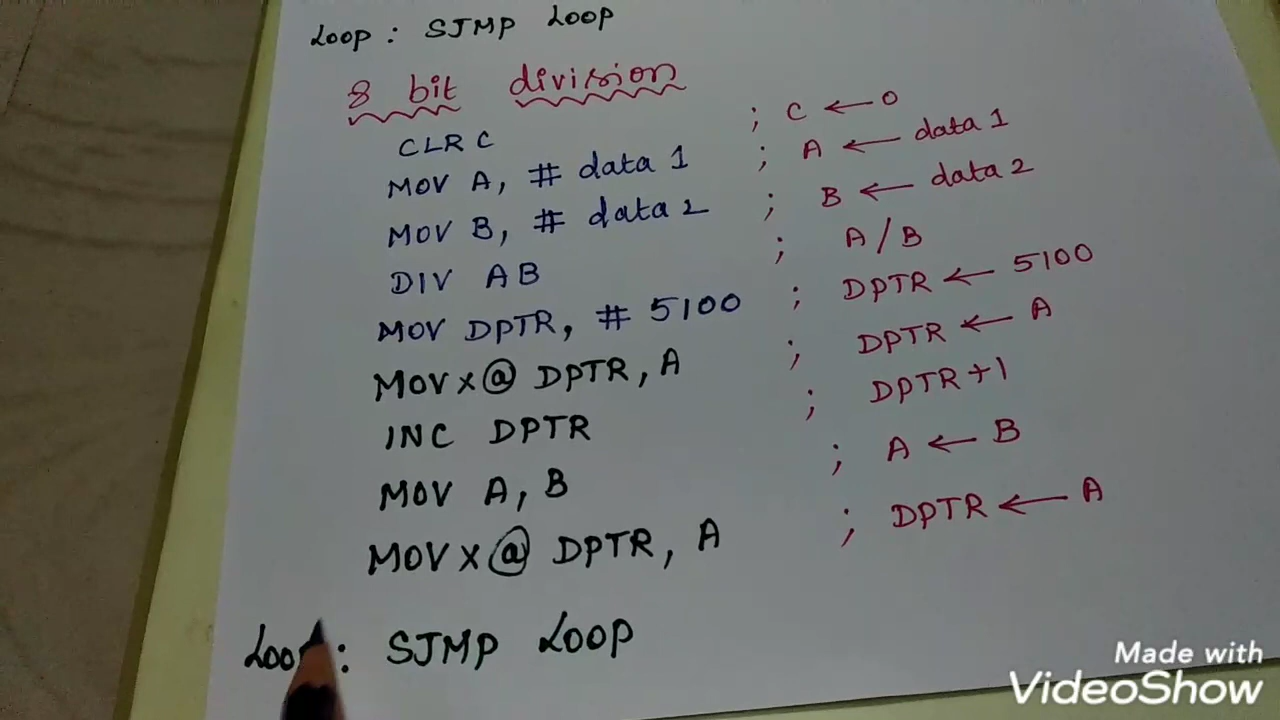 Loop : SJMP Loop
8 bit division
CLR C ; C ← 0
MOV A, # data 1 ; A ← data 1
MOV B, # data 2 ; B ← data 2
DIV AB ; A / B
MOV DPTR, # 5100 ; DPTR ← 5100
MOVX @ DPTR, A ; DPTR ← A
INC DPTR ; DPTR + 1
MOV A, B ; A ← B
MOVX @ DPTR, A ; DPTR ← A
Loop : SJMP Loop
Made with
VideoShow